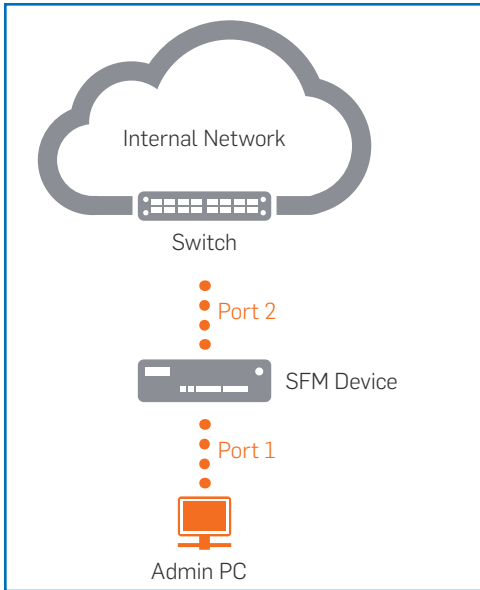 Internal Network
Switch
Port 2
SFM Device
Port 1
Admin PC